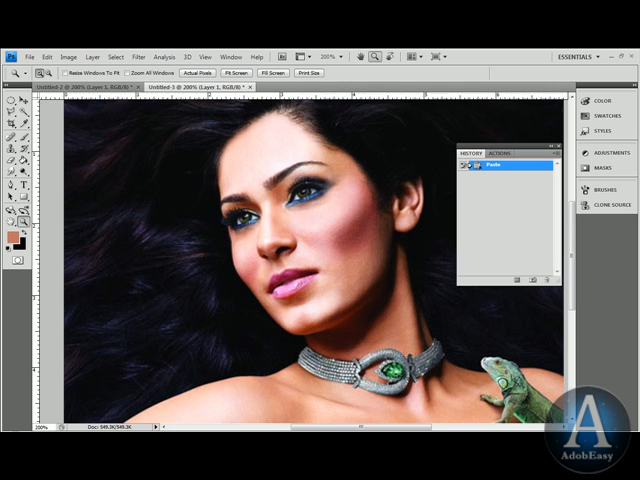 Ps File Edit Image Layer Select Filter Analysis 3D View Window Help Br 200% ESSENTIALS
Resize Windows To Fit Zoom All Windows Actual Pixels Fit Screen Fill Screen Print Size
Untitled-2 @ 200% (Layer 1, RGB/8) * × Untitled-3 @ 200% (Layer 1, RGB/8) * ×
COLOR
SWATCHES
STYLES
HISTORY ACTIONS
Paste
ADJUSTMENTS
MASKS
BRUSHES
CLONE SOURCE
200% Doc: 549.3K/549.3K
A
AdobEasy